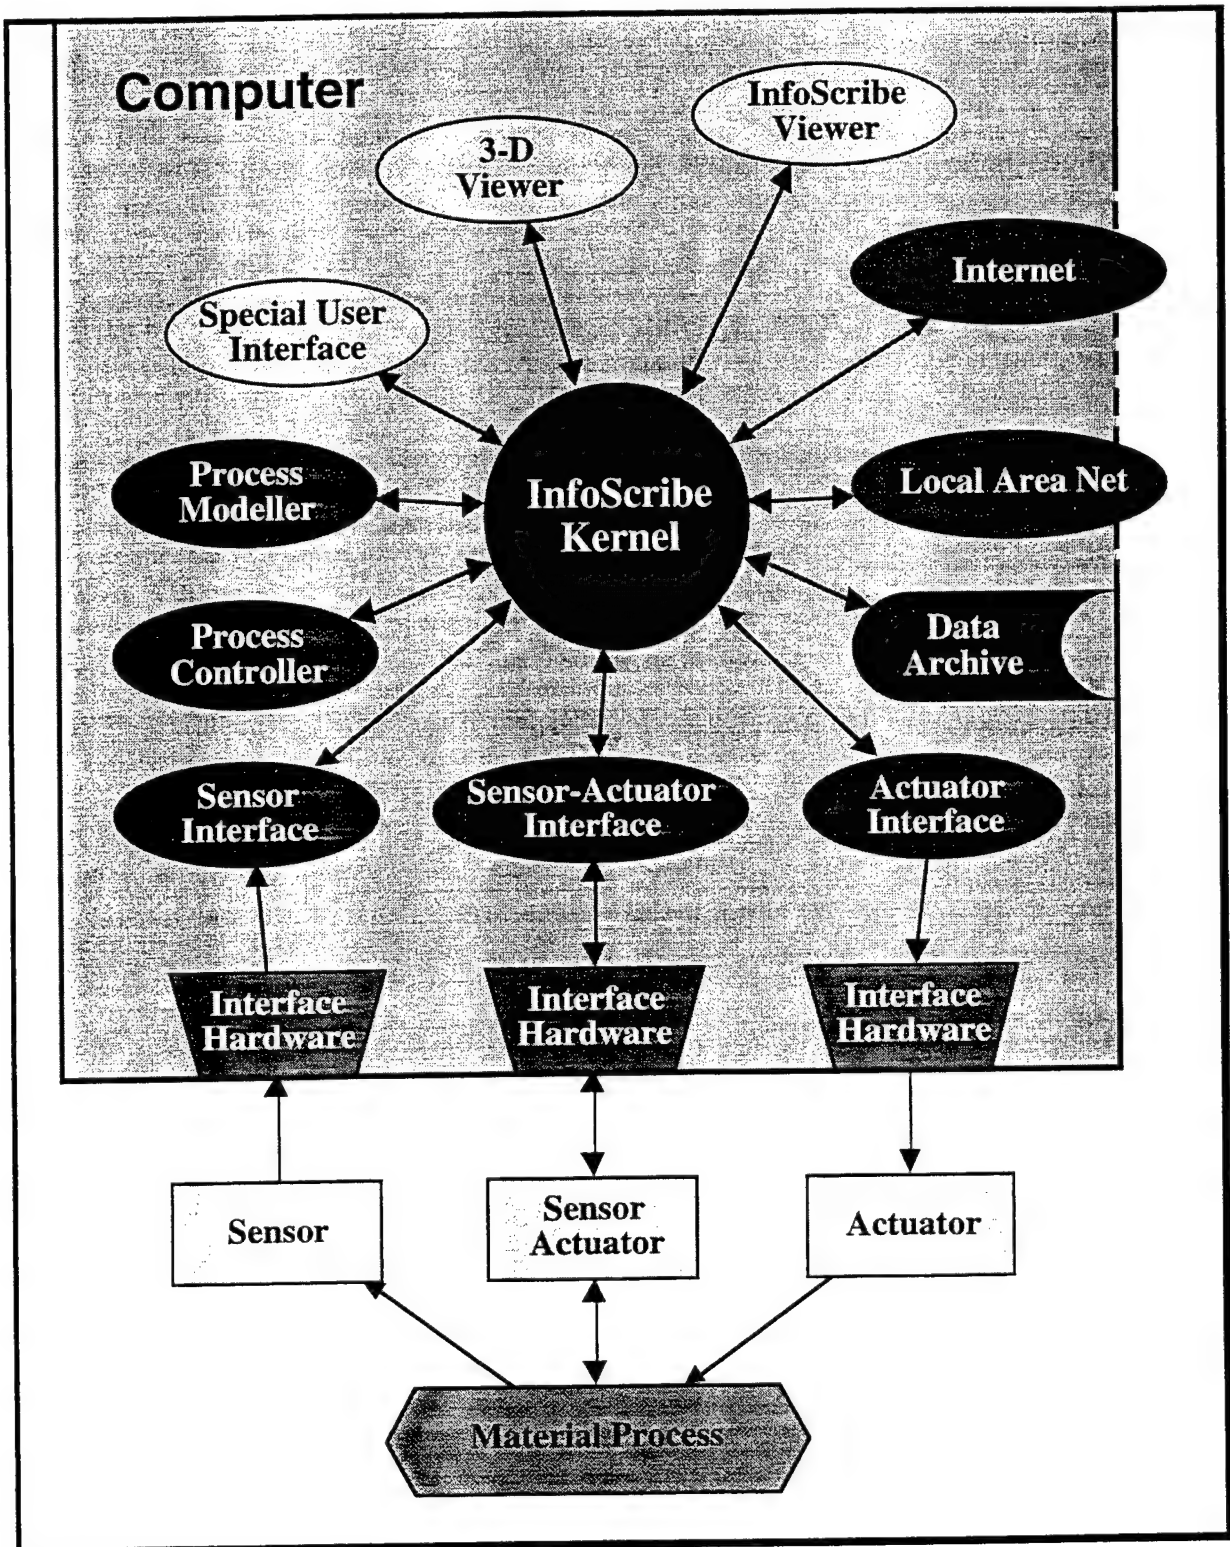 Computer
InfoScribe
Viewer
3-D
Viewer
Internet
Special User
Interface
Process
Modeller
InfoScribe
Kernel
Local Area Net
Process
Controller
Data
Archive
Sensor
Interface
Sensor-Actuator
Interface
Actuator
Interface
Interface
Hardware
Interface
Hardware
Interface
Hardware
Sensor
Sensor
Actuator
Actuator
Material Process